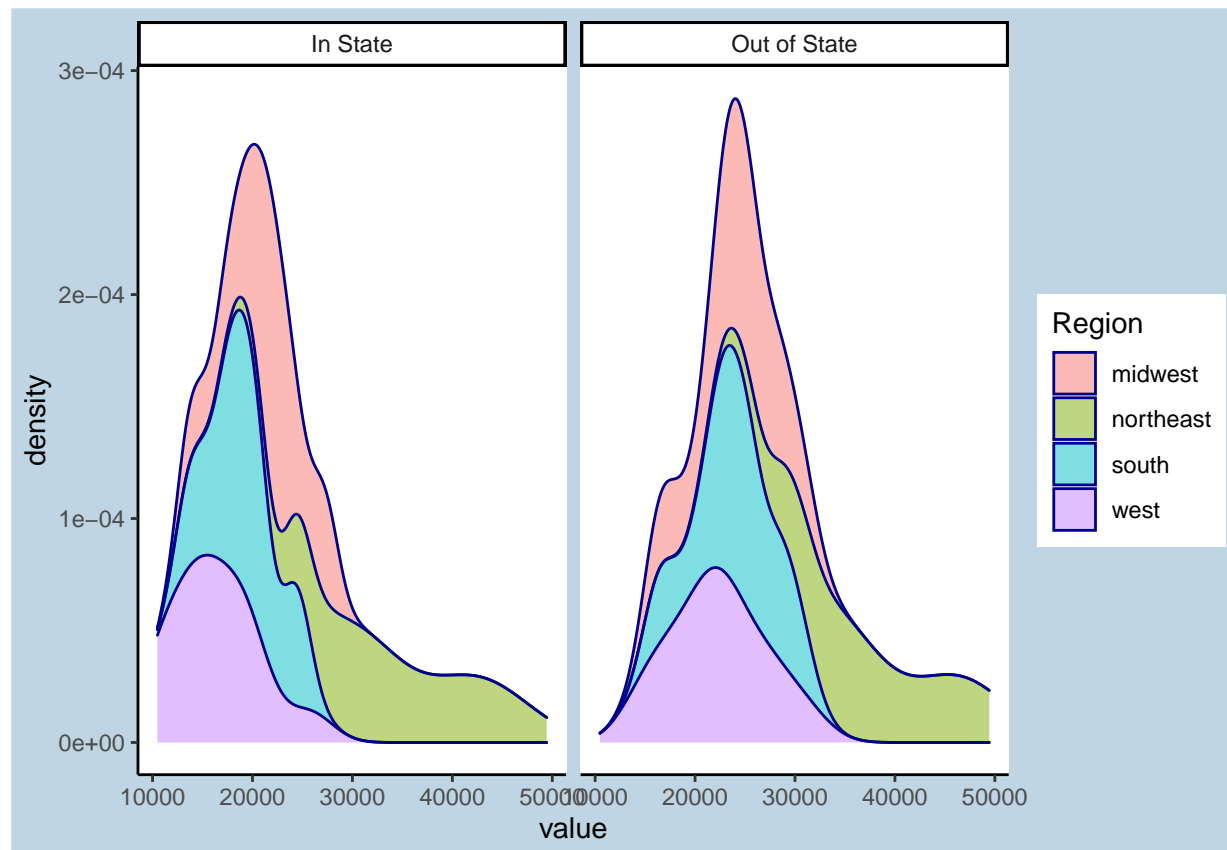 In State
Out of State
3e−04
2e−04
1e−04
0e+00
density
10000 20000 30000 40000 50000
10000 20000 30000 40000 50000
value
Region
midwest
northeast
south
west